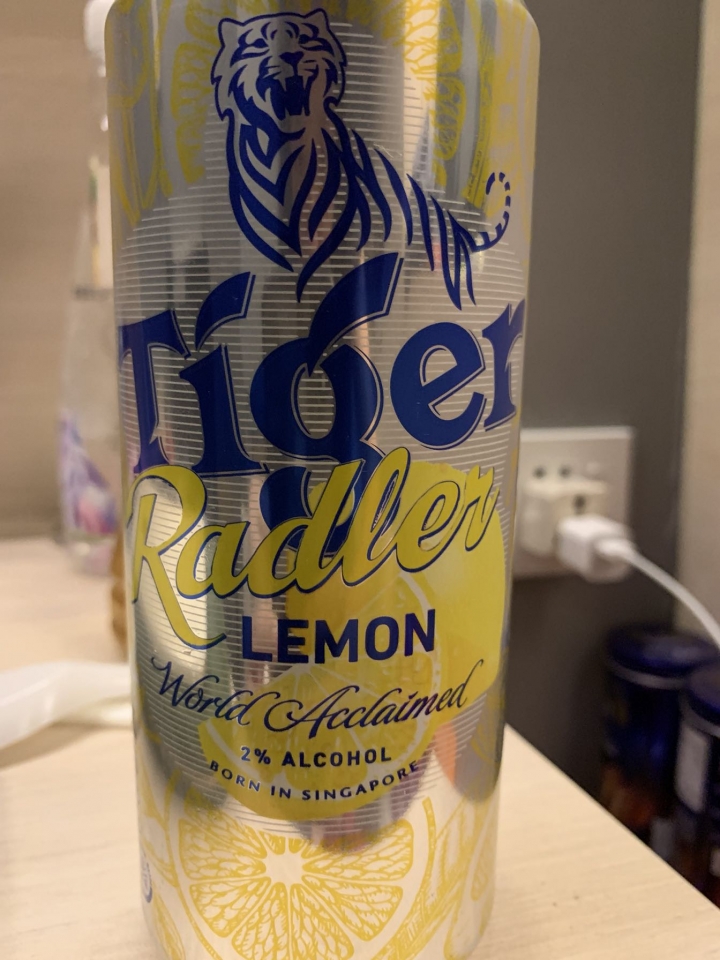 Tiger
Radler
LEMON
World Acclaimed
2% ALCOHOL
BORN IN SINGAPORE